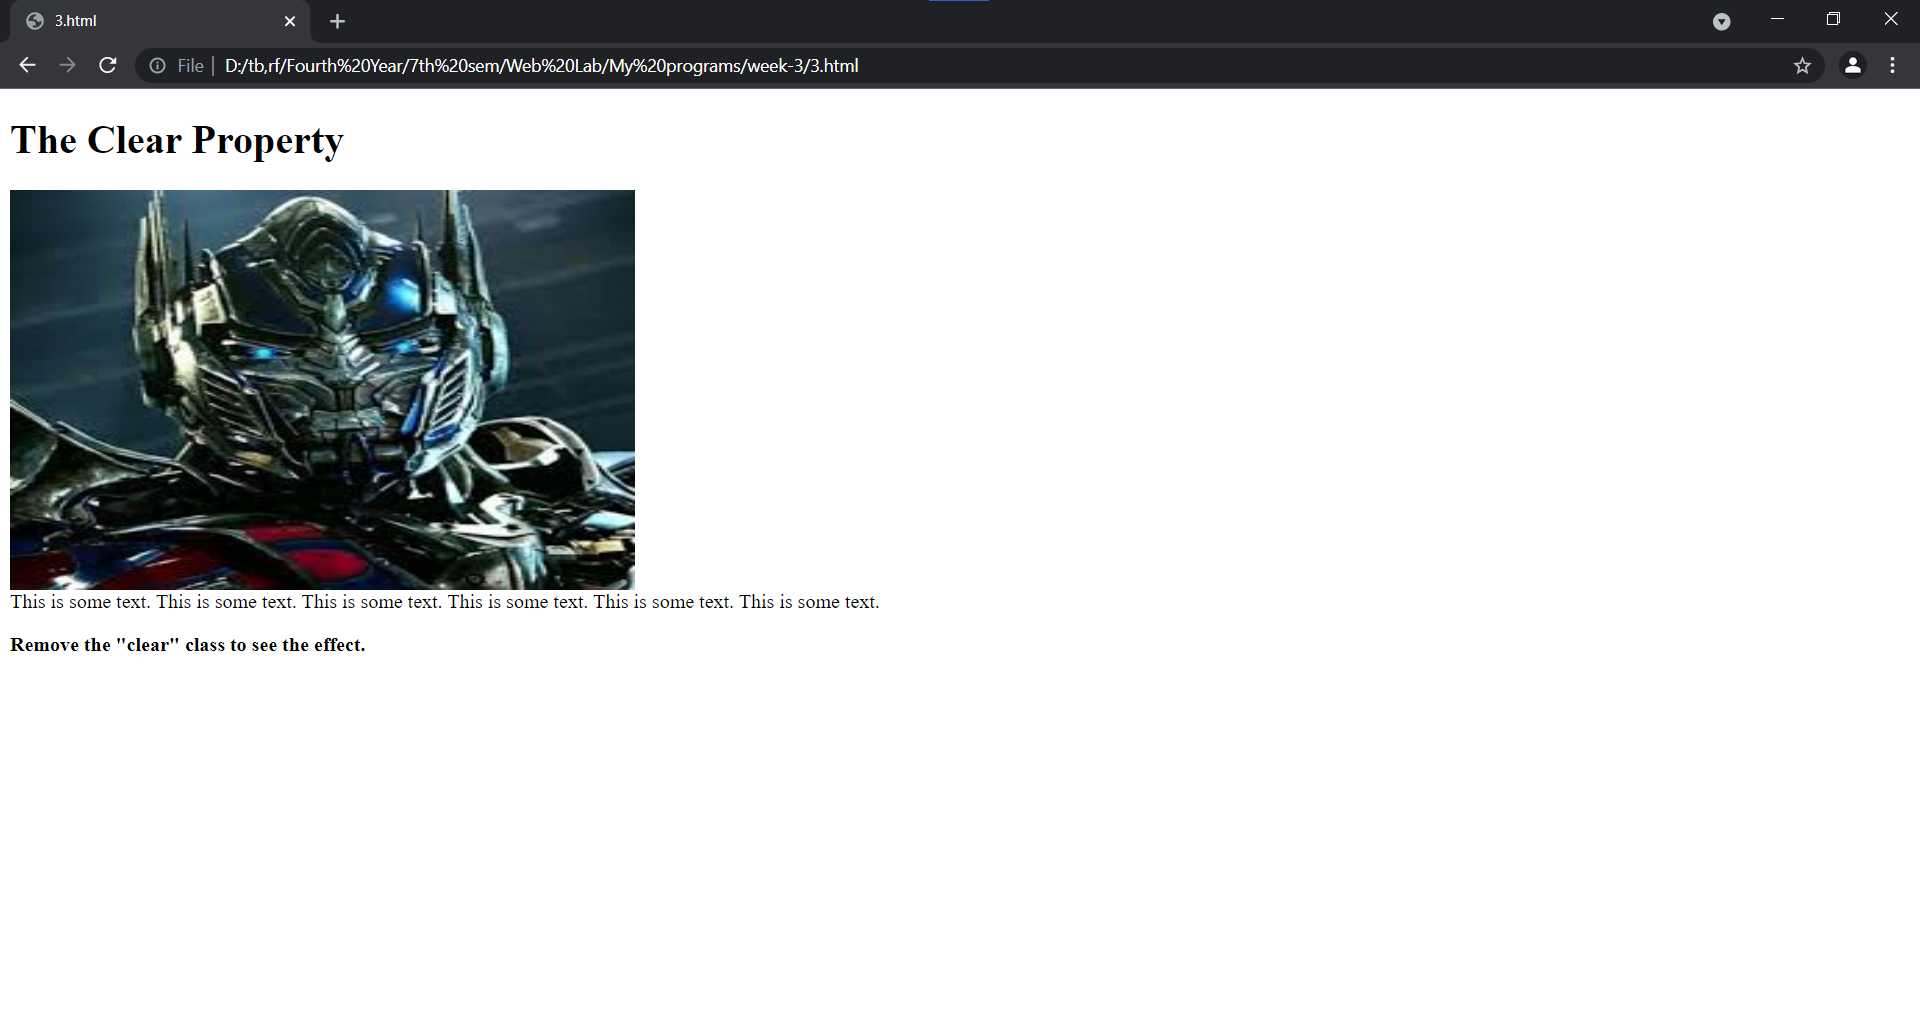 3.html
File D:/tb,rf/Fourth%20Year/7th%20sem/Web%20Lab/My%20programs/week-3/3.html
The Clear Property
This is some text. This is some text. This is some text. This is some text. This is some text. This is some text.
Remove the "clear" class to see the effect.